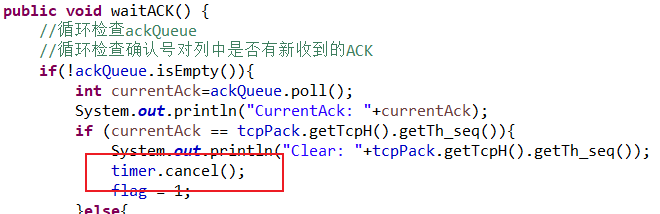 public void waitACK() {
//循环检查ackQueue
//循环检查确认号对列中是否有新收到的ACK
if(!ackQueue.isEmpty()){
int currentAck=ackQueue.poll();
System.out.println("CurrentAck: "+currentAck);
if (currentAck == tcpPack.getTcpH().getTh_seq()){
System.out.println("Clear: "+tcpPack.getTcpH().getTh_seq());
timer.cancel();
flag = 1;
}else{